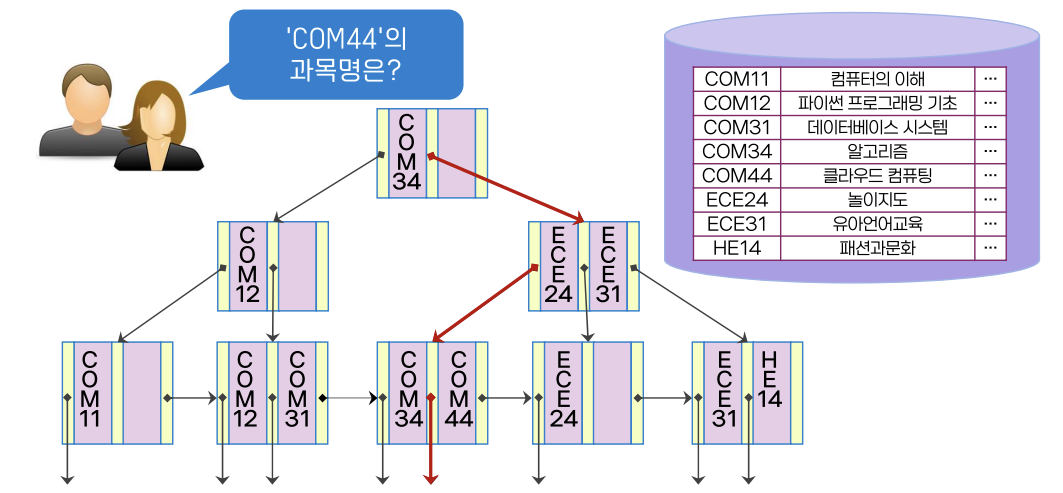 'COM44'의
과목명은?
COM11 컴퓨터의 이해 ···
COM12 파이썬 프로그래밍 기초 ···
COM31 데이터베이스 시스템 ···
COM34 알고리즘 ···
COM44 클라우드 컴퓨팅 ···
ECE24 놀이지도 ···
ECE31 유아언어교육 ···
HE14 패션과문화 ···
COM34
COM12
ECE24 ECE31
COM11
COM12 COM31
COM34 COM44
ECE24
ECE31 HE14